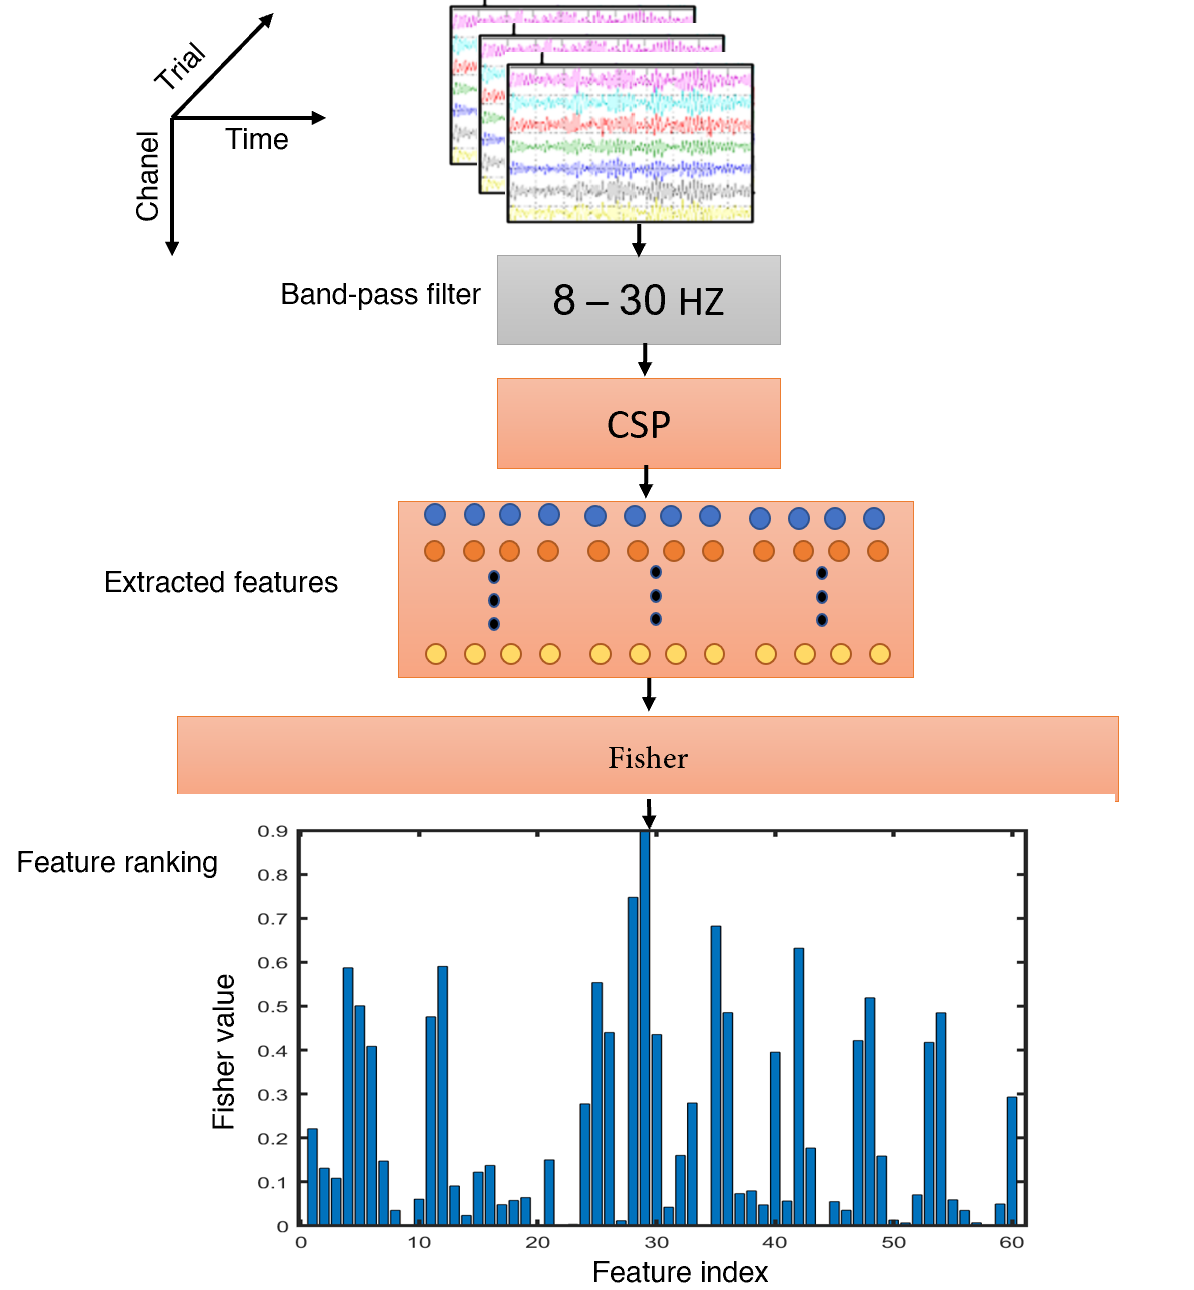 Trial
Time
Chanel
Band-pass filter
8 – 30 HZ
CSP
Extracted features
Fisher
Feature ranking
0.9
0.8
0.7
0.6
0.5
0.4
0.3
0.2
0.1
0
Fisher value
0 10 20 30 40 50 60
Feature index